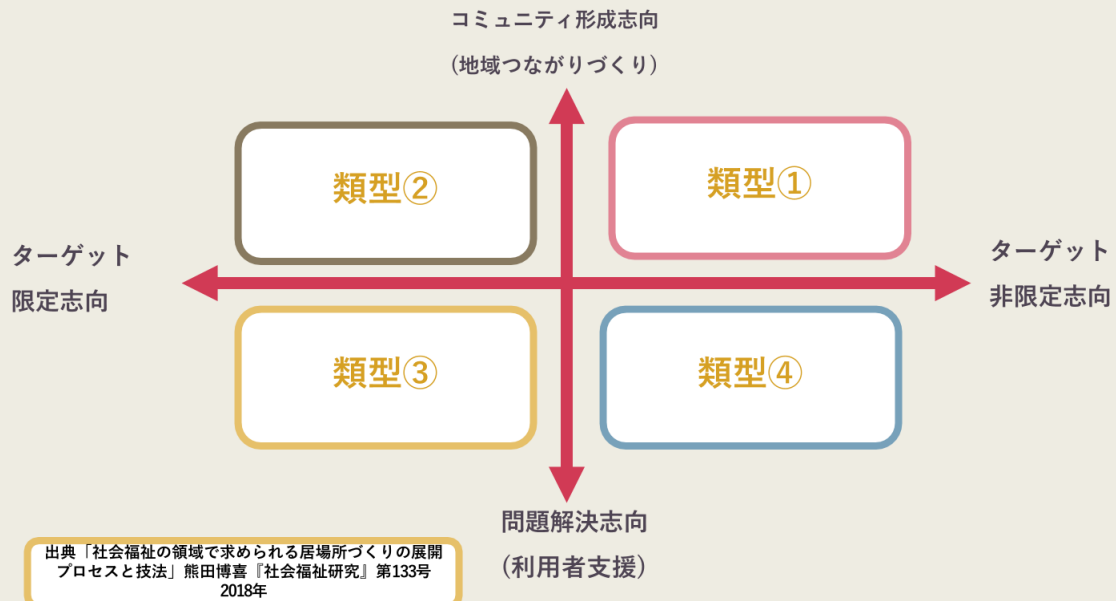 コミュニティ形成志向
(地域つながりづくり)
類型②
類型①
ターゲット
限定志向
ターゲット
非限定志向
類型③
類型④
問題解決志向
(利用者支援)
出典「社会福祉の領域で求められる居場所づくりの展開
プロセスと技法」熊田博喜『社会福祉研究』第133号
2018年